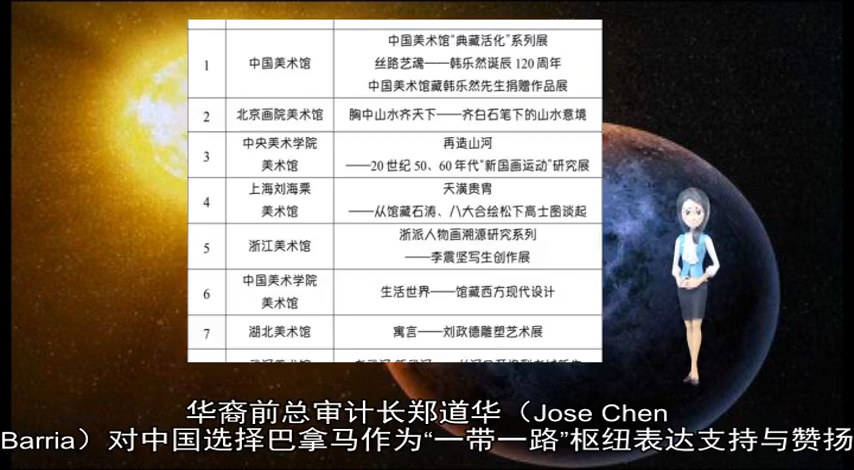 1
中国美术馆
中国美术馆“典藏活化”系列展
丝路艺魂——韩乐然诞辰 120 周年
中国美术馆藏韩乐然先生捐赠作品展
2
北京画院美术馆
胸中山水齐天下——齐白石笔下的山水意境
3
中央美术学院
美术馆
再造山河
——20 世纪 50、60 年代“新国画运动”研究展
4
上海刘海粟
美术馆
天潢贵胄
——从馆藏石涛、八大合绘松下高士图谈起
5
浙江美术馆
浙派人物画溯源研究系列
——李震坚写生创作展
6
中国美术学院
美术馆
生活世界——馆藏西方现代设计
7
湖北美术馆
寓言——刘政德雕塑艺术展
华裔前总审计长郑道华（Jose Chen
Barria）对中国选择巴拿马作为“一带一路”枢纽表达支持与赞扬